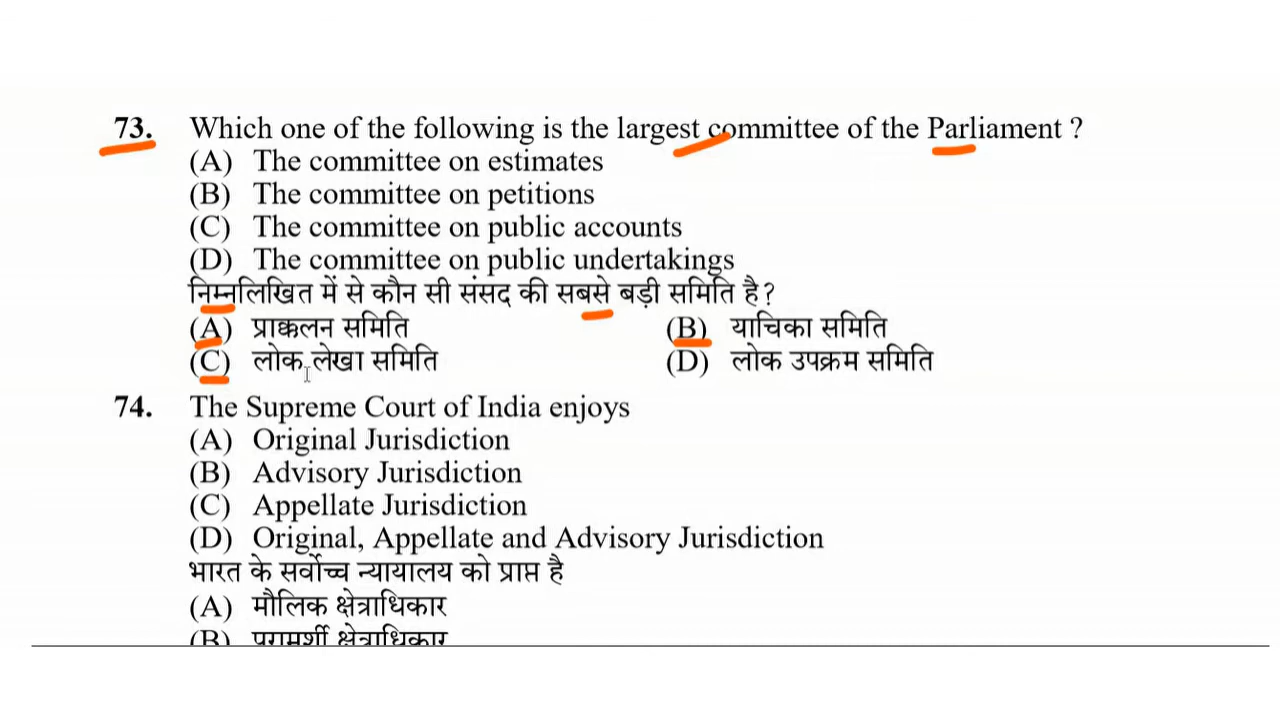 73. Which one of the following is the largest committee of the Parliament ?
(A) The committee on estimates
(B) The committee on petitions
(C) The committee on public accounts
(D) The committee on public undertakings
निम्नलिखित में से कौन सी संसद की सबसे बड़ी समिति है?
(A) प्राक्कलन समिति (B) याचिका समिति
(C) लोक लेखा समिति (D) लोक उपक्रम समिति
74. The Supreme Court of India enjoys
(A) Original Jurisdiction
(B) Advisory Jurisdiction
(C) Appellate Jurisdiction
(D) Original, Appellate and Advisory Jurisdiction
भारत के सर्वोच्च न्यायालय को प्राप्त है
(A) मौलिक क्षेत्राधिकार
(B) परामर्शी क्षेत्राधिकार